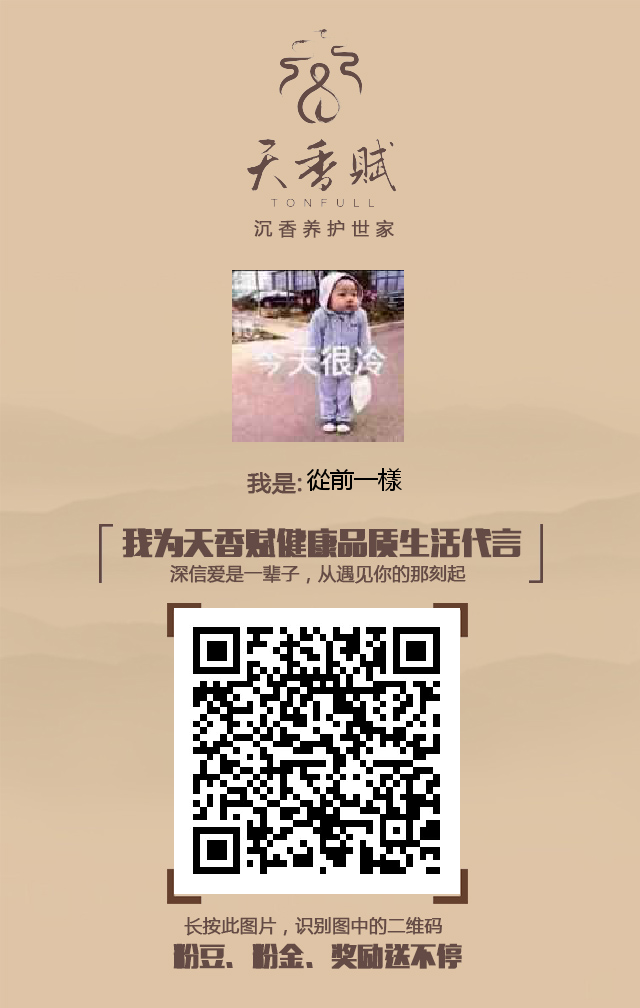 天香赋
TONFULL
沉香养护世家
今天很冷
我是:從前一樣
我为天香赋健康品质生活代言
深信爱是一辈子，从遇见你的那刻起
长按此图片，识别图中的二维码
粉豆、粉金、奖励送不停